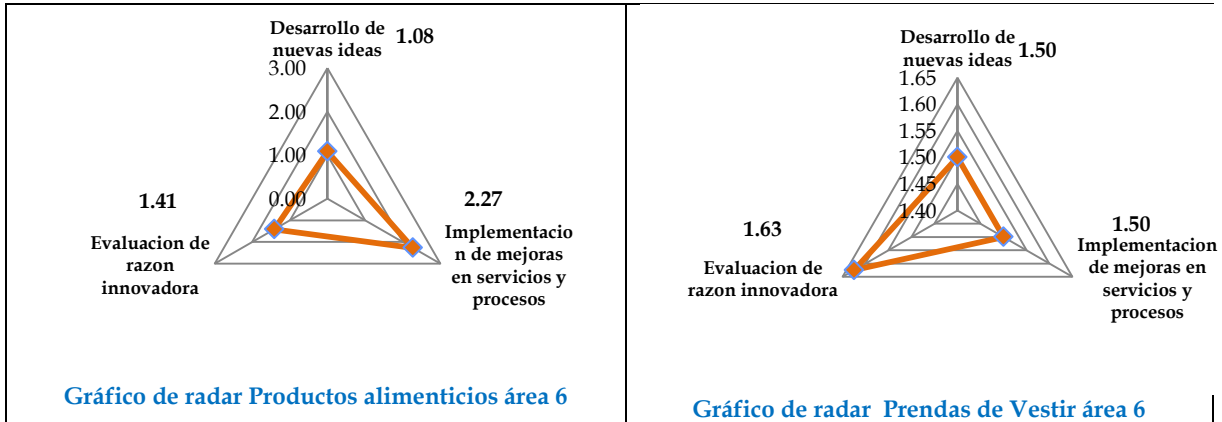 Desarrollo de
nuevas ideas
1.08
3.00
2.00
1.00
0.00
1.41
Evaluacion de
razon
innovadora
2.27
Implementacio
n de mejoras
en servicios y
procesos
Gráfico de radar Productos alimenticios área 6
Desarrollo de
nuevas ideas
1.50
1.65
1.60
1.55
1.50
1.45
1.40
1.63
Evaluacion de
razon innovadora
1.50
Implementacion
de mejoras en
servicios y
procesos
Gráfico de radar Prendas de Vestir área 6